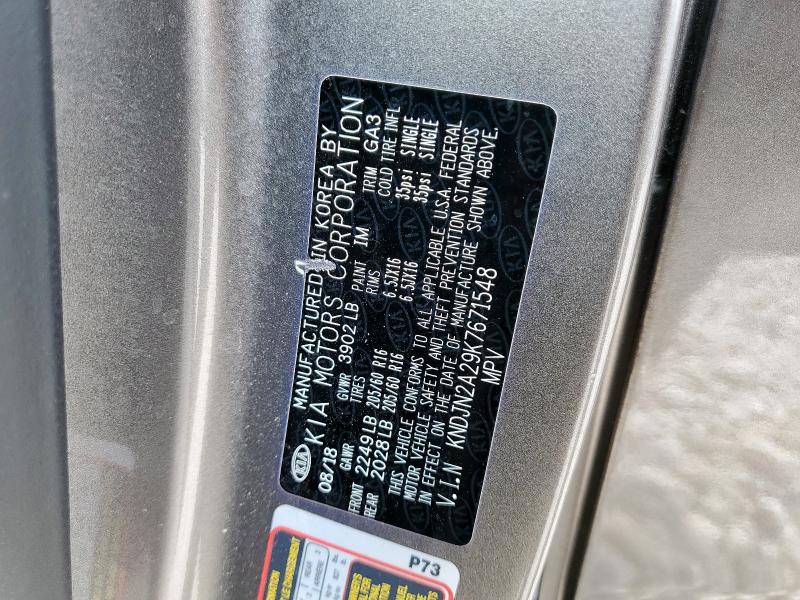 KIA MANUFACTURED IN KOREA BY
KIA MOTORS CORPORATION
08/18 GVWR 3902LB PAINT 1M TRIM GA3
GAWR TIRES RIMS COLD TIRE INFL
FRONT 2249LB 205/60 R16 6.5JX16 35psi SINGLE
REAR 2028LB 205/60 R16 6.5JX16 35psi SINGLE
THIS VEHICLE CONFORMS TO ALL APPLICABLE U.S.A. FEDERAL
MOTOR VEHICLE SAFETY AND THEFT PREVENTION STANDARDS
IN EFFECT ON THE DATE OF MANUFACTURE SHOWN ABOVE.
V.I.N KNDJN2A29K7671548
MPV
P73
REAR